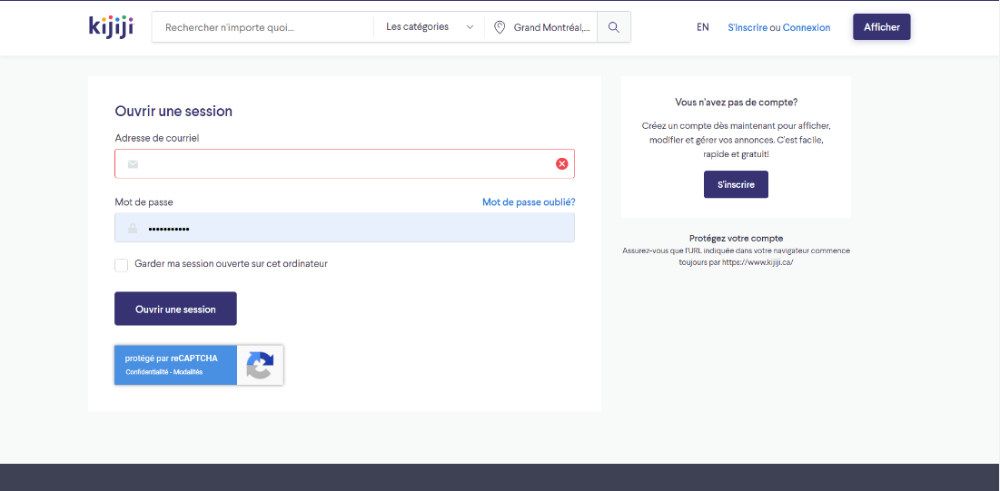 kijiji
Rechercher n'importe quoi...
Les catégories
Grand Montréal,...
EN
S'inscrire ou Connexion
Afficher
Ouvrir une session
Adresse de courriel
Mot de passe
Mot de passe oublié?
•••••••••••
Garder ma session ouverte sur cet ordinateur
Ouvrir une session
protégé par reCAPTCHA
Confidentialité - Modalités
Vous n'avez pas de compte?
Créez un compte dès maintenant pour afficher,
modifier et gérer vos annonces. C'est facile,
rapide et gratuit!
S'inscrire
Protégez votre compte
Assurez-vous que l'URL indiquée dans votre navigateur commence
toujours par https://www.kijiji.ca/